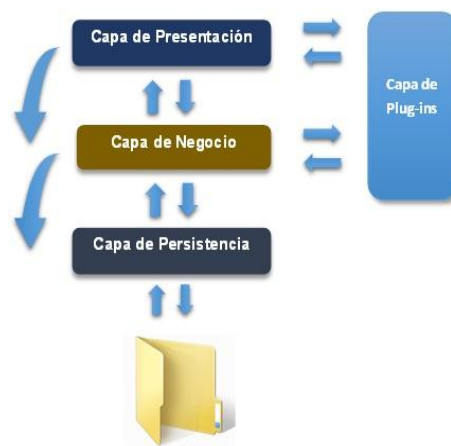 Capa de Presentación
Capa de
Plug-ins
Capa de Negocio
Capa de Persistencia